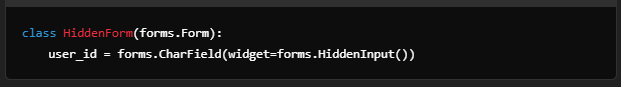 class HiddenForm(forms.Form):
    user_id = forms.CharField(widget=forms.HiddenInput())